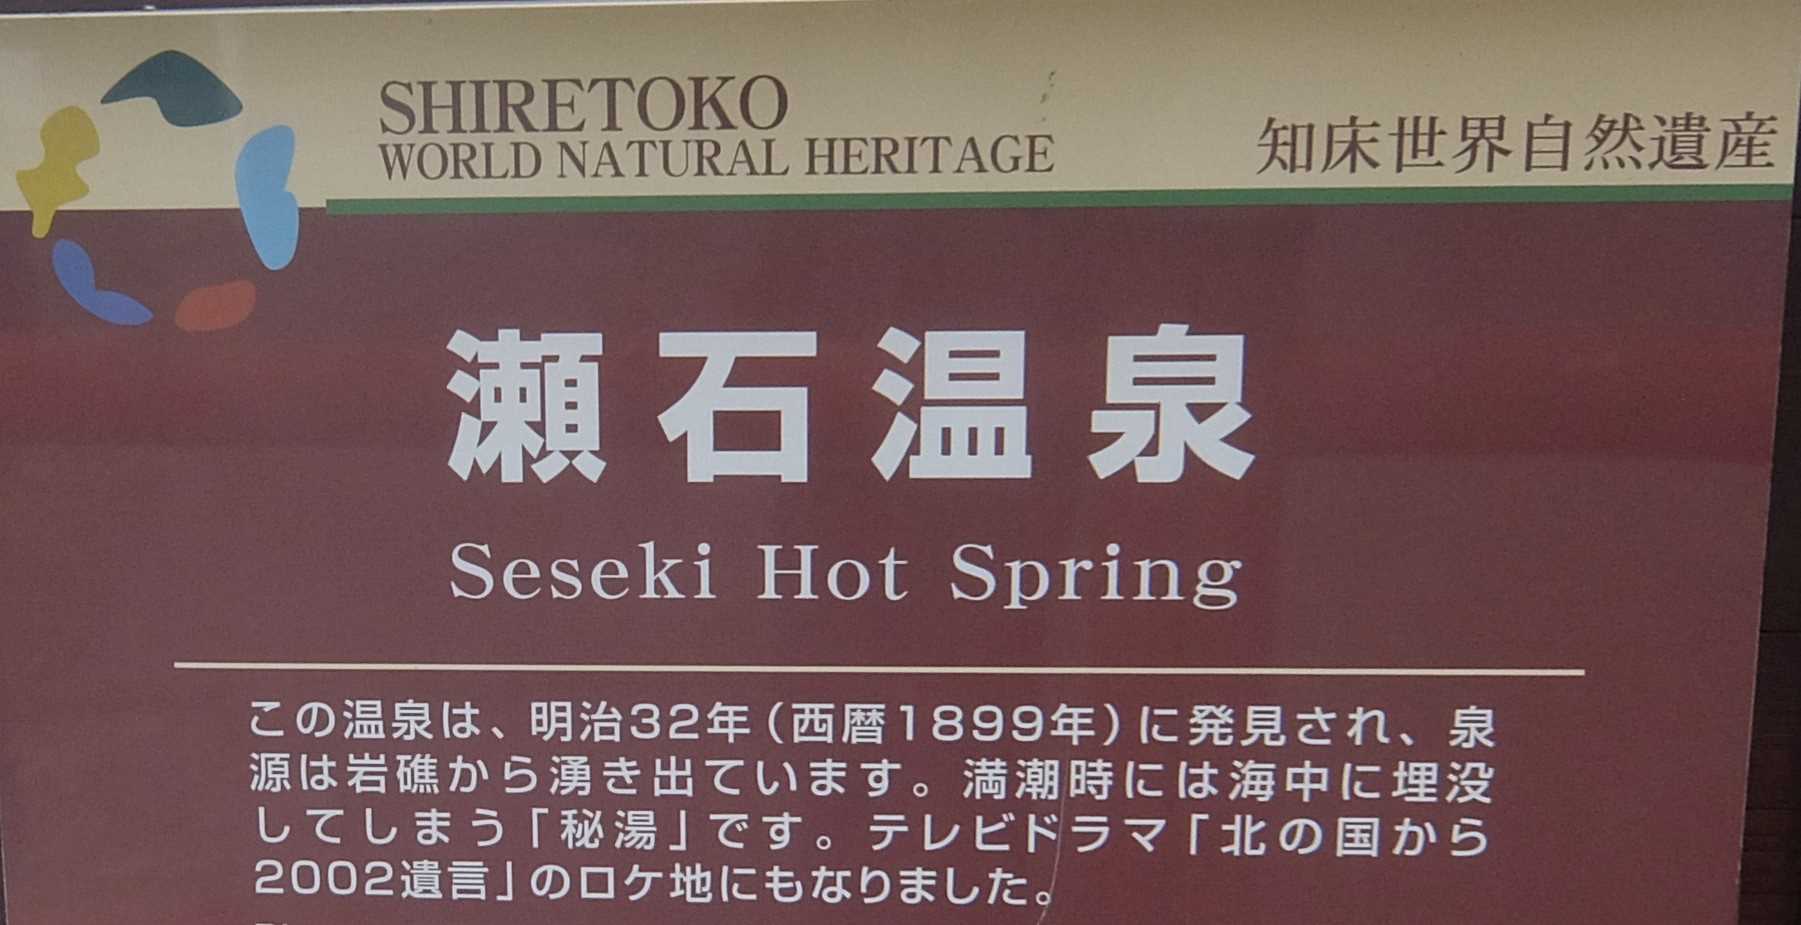 SHIRETOKO
WORLD NATURAL HERITAGE
知床世界自然遺産
瀬石温泉
Seseki Hot Spring
この温泉は、明治32年（西暦1899年）に発見され、泉
源は岩礁から湧き出ています。満潮時には海中に埋没
してしまう「秘湯」です。テレビドラマ「北の国から
2002遺言」のロケ地にもなりました。